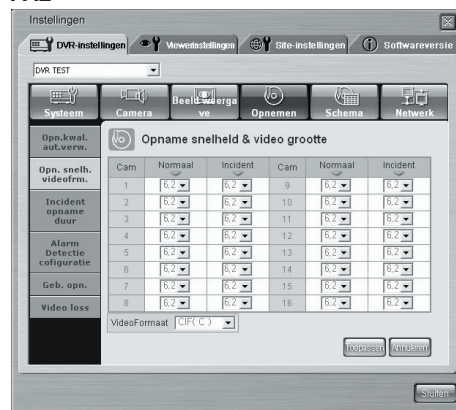 Instellingen
DVR-instellingen Viewerinstellingen Site-instellingen Softwareversie
DVR TEST
Systeem Camera Beeld weerga ve Opnemen Schema Netwerk
Opn.kwal. aut.verw.
Opn. snelh. videofrm.
Incident opname duur
Alarm Detectie cofiguratie
Geb. opn.
Video loss
Opname snelheld & video grootte
Cam Normaal Incident Cam Normaal Incident
1 6,2 6,2 9 6,2 6,2
2 6,2 6,2 10 6,2 6,2
3 6,2 6,2 11 6,2 6,2
4 6,2 6,2 12 6,2 6,2
5 6,2 6,2 13 6,2 6,2
6 6,2 6,2 14 6,2 6,2
7 6,2 6,2 15 6,2 6,2
8 6,2 6,2 16 6,2 6,2
VideoFormaat CIF( C )
Toepassen Annuleren
Sluiten